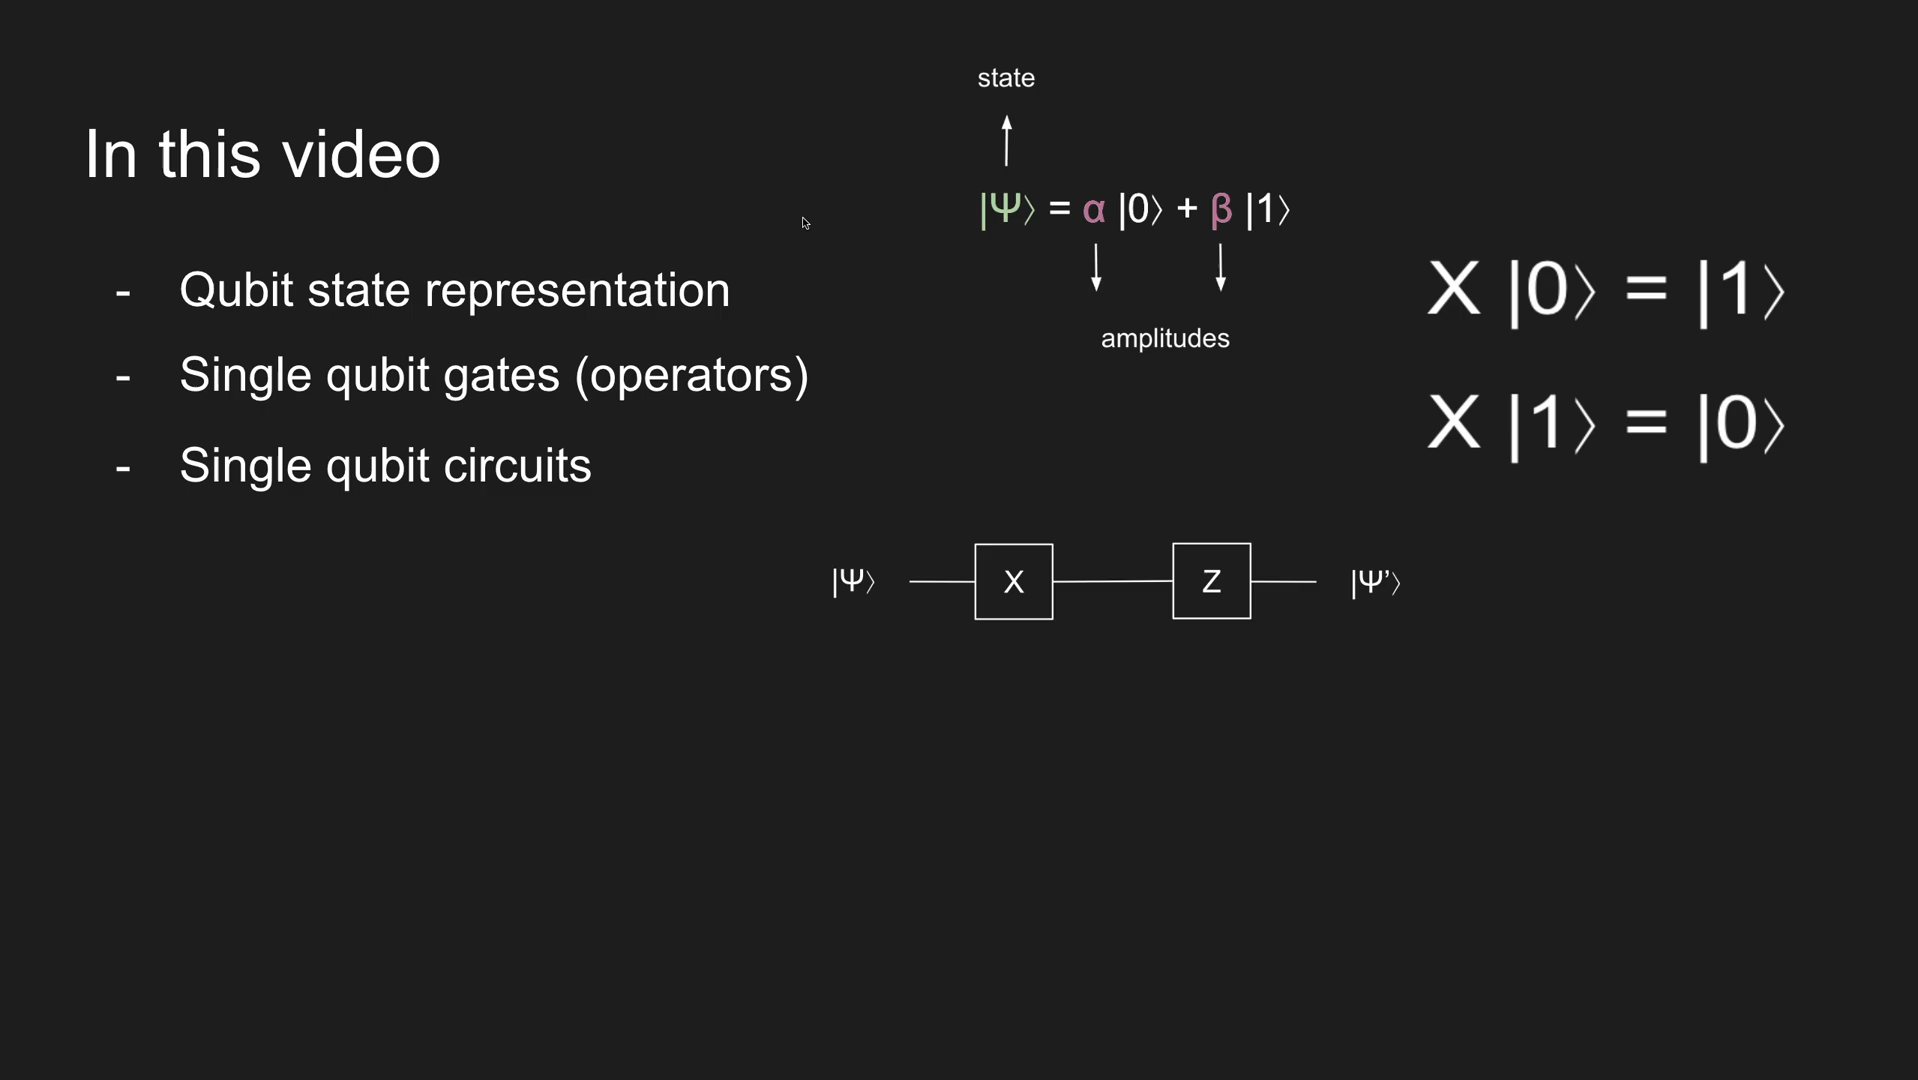 In this video
- Qubit state representation
- Single qubit gates (operators)
- Single qubit circuits
state
|Ψ⟩ = α |0⟩ + β |1⟩
amplitudes
X |0⟩ = |1⟩
X |1⟩ = |0⟩
|Ψ⟩ X Z |Ψ’⟩